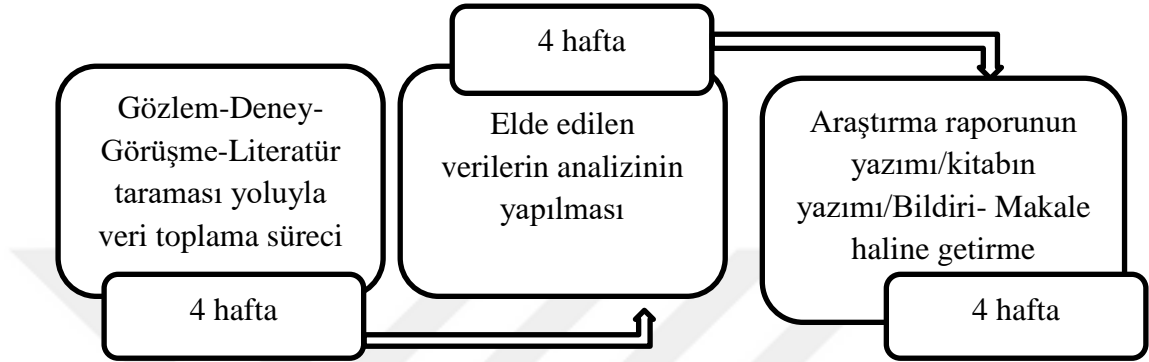 Gözlem-Deney-
Görüşme-Literatür
taraması yoluyla
veri toplama süreci
4 hafta
4 hafta
Elde edilen
verilerin analizinin
yapılması
Araştırma raporunun
yazımı/kitabın
yazımı/Bildiri- Makale
haline getirme
4 hafta